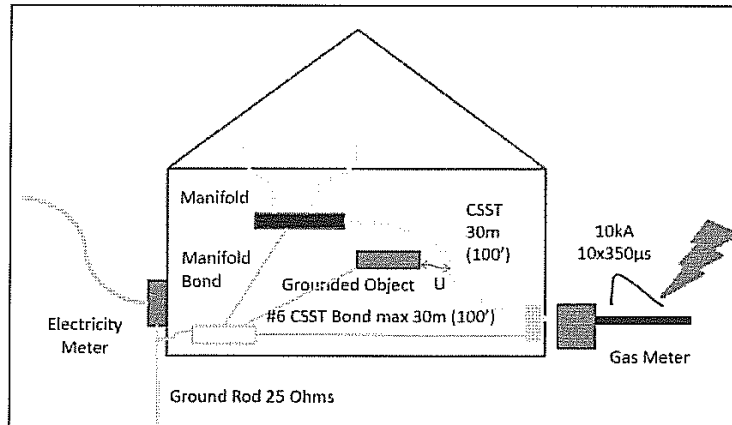 Manifold
CSST
30m
(100')
10kA
10x350µs
Manifold
Bond
Grounded Object
U
#6 CSST Bond max 30m (100')
Electricity
Meter
Gas Meter
Ground Rod 25 Ohms